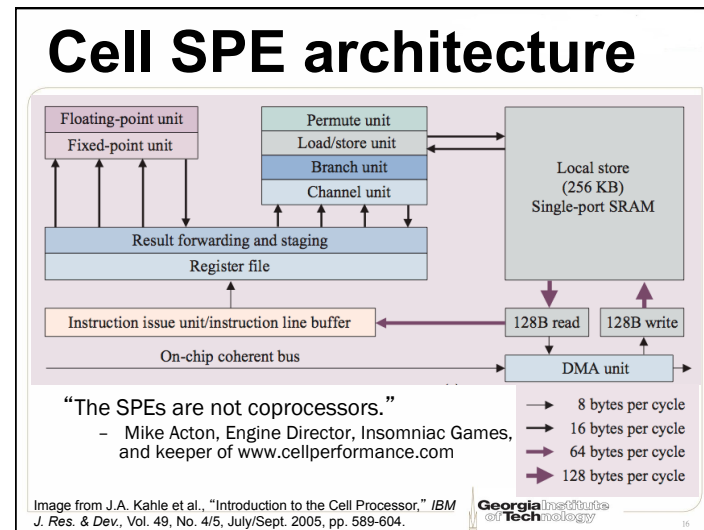 Cell SPE architecture
Floating-point unit
Fixed-point unit
Permute unit
Load/store unit
Branch unit
Channel unit
Local store
(256 KB)
Single-port SRAM
Result forwarding and staging
Register file
Instruction issue unit/instruction line buffer
128B read
128B write
On-chip coherent bus
DMA unit
“The SPEs are not coprocessors.”
– Mike Acton, Engine Director, Insomniac Games,
and keeper of www.cellperformance.com
8 bytes per cycle
16 bytes per cycle
64 bytes per cycle
128 bytes per cycle
Image from J.A. Kahle et al., “Introduction to the Cell Processor,” IBM
J. Res. & Dev., Vol. 49, No. 4/5, July/Sept. 2005, pp. 589-604.
Georgia Institute
of Technology
16